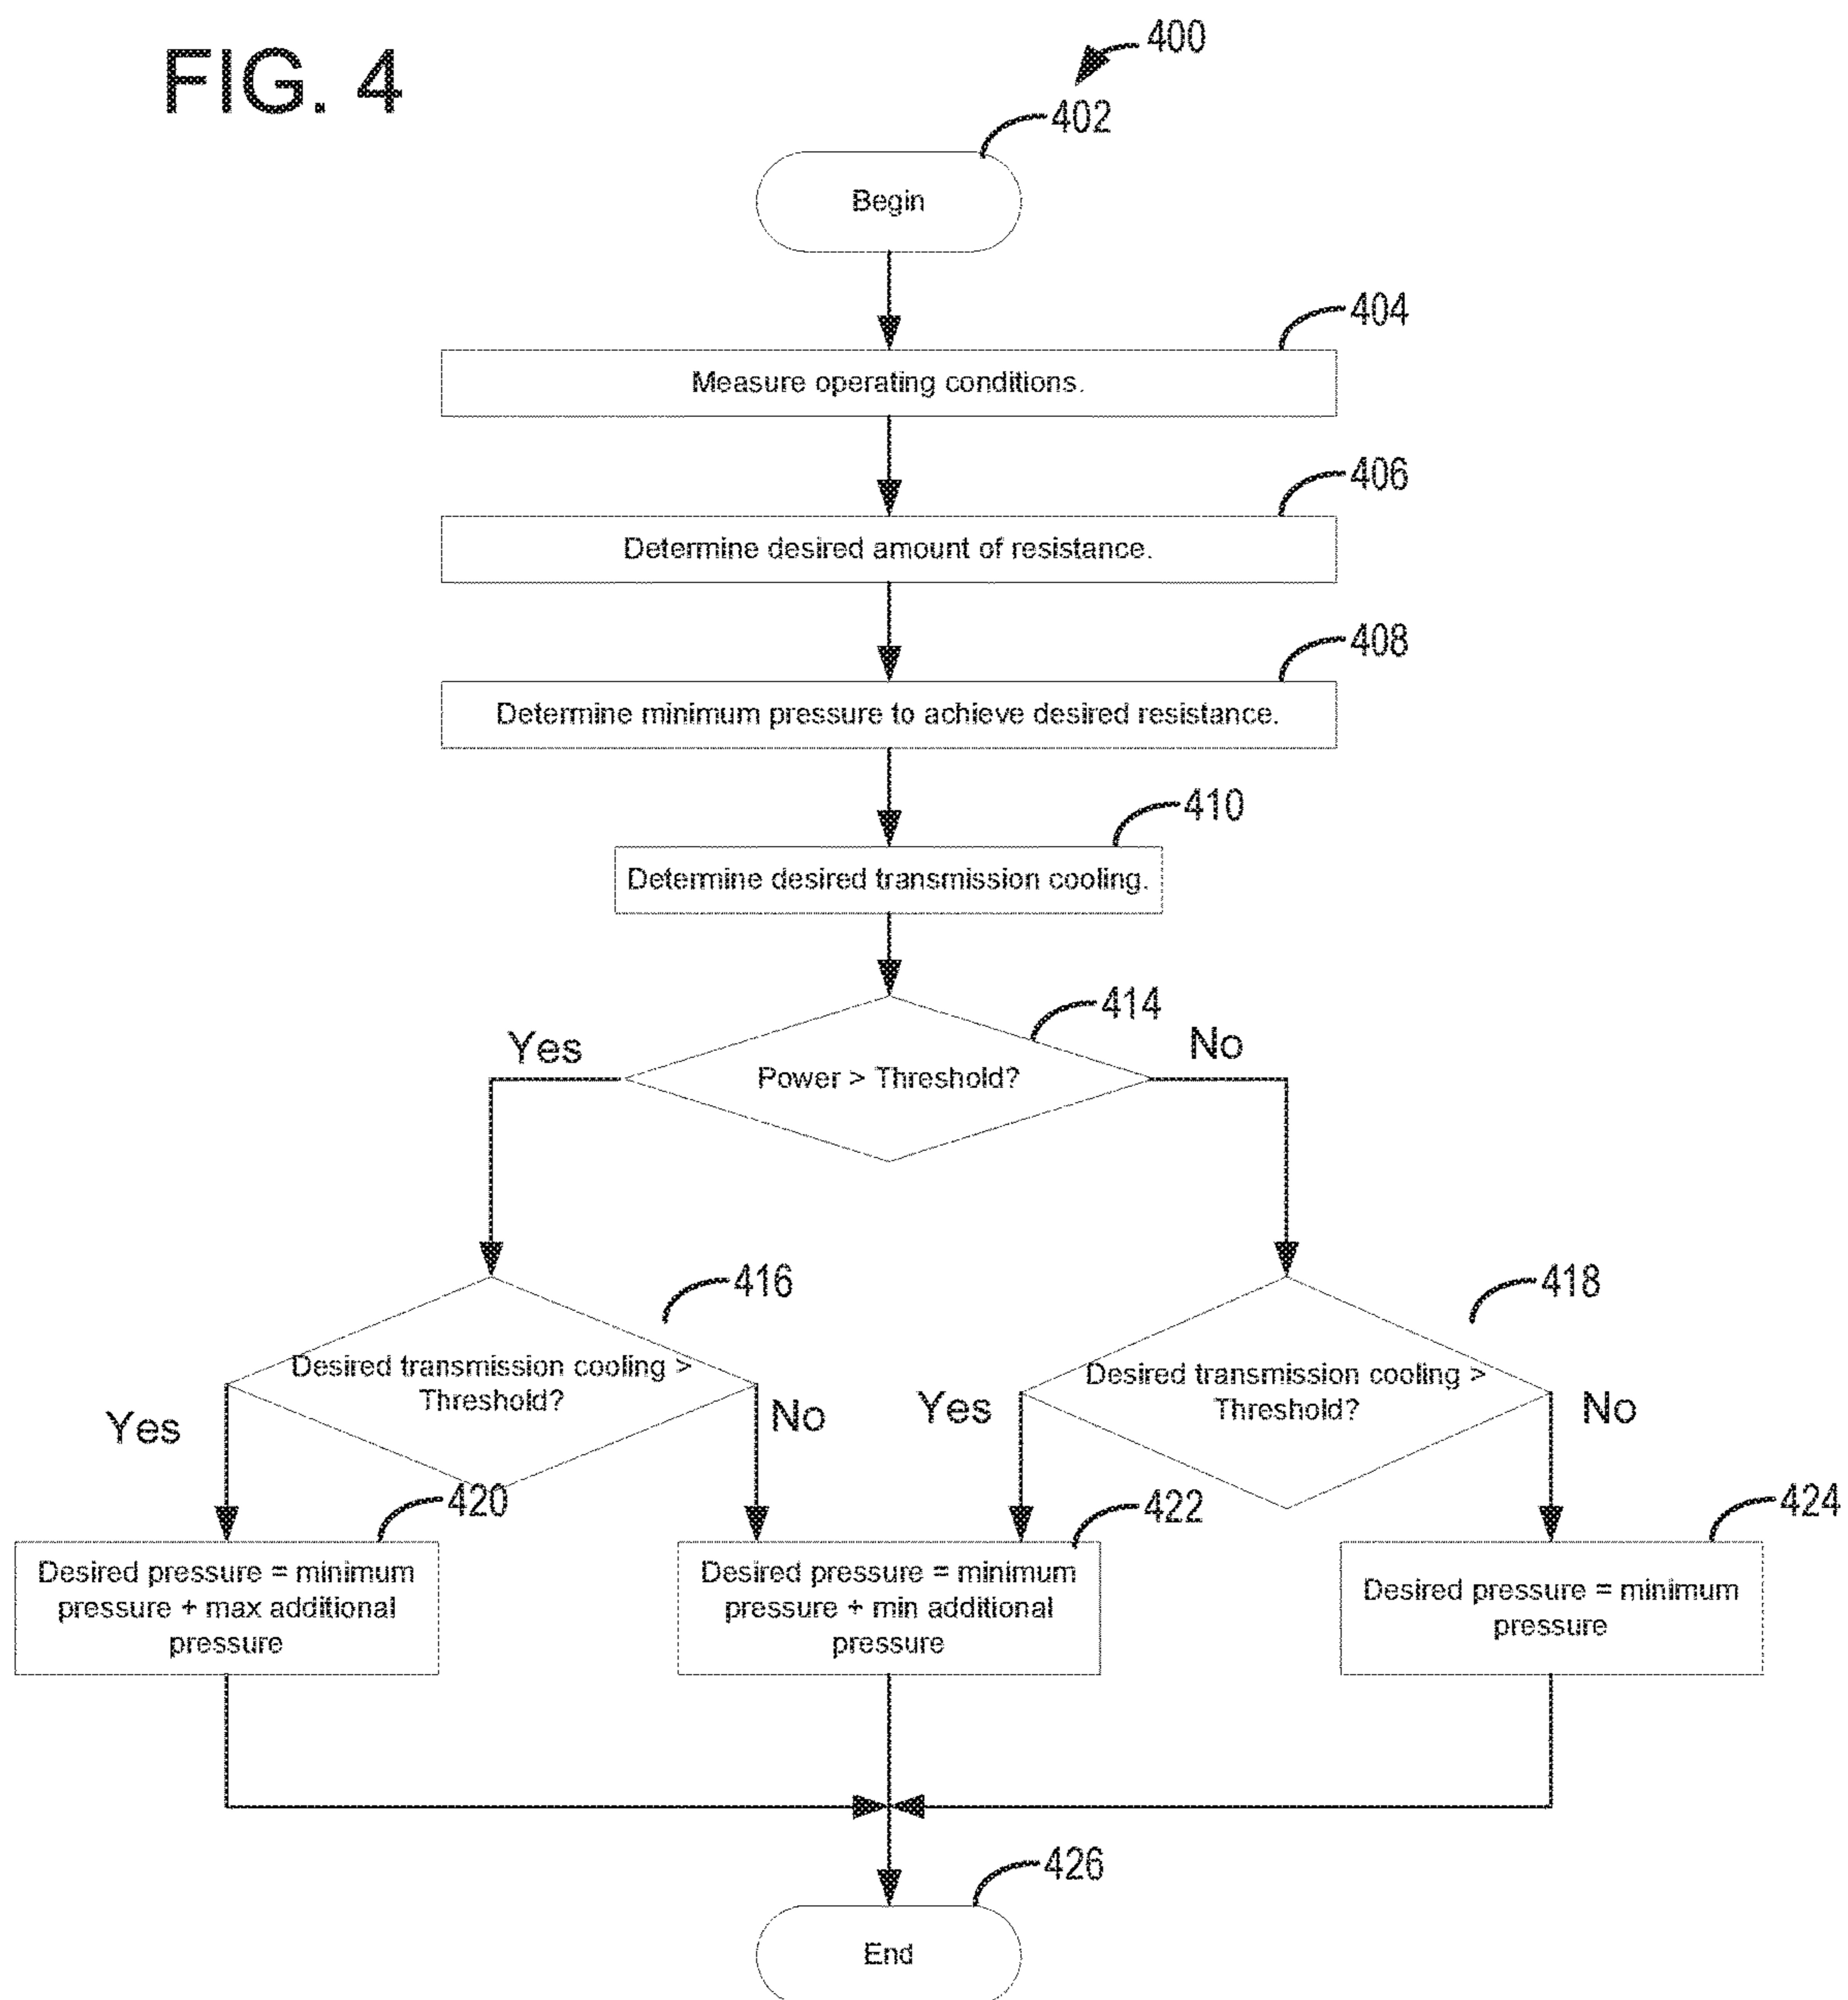 FIG. 4
400
402
Begin
404
Measure operating conditions.
406
Determine desired amount of resistance.
408
Determine minimum pressure to achieve desired resistance.
410
Determine desired transmission cooling.
414
Yes
No
Power > Threshold?
416
418
Desired transmission cooling >
Threshold?
Desired transmission cooling >
Threshold?
Yes
No
Yes
No
420
422
424
Desired pressure = minimum
pressure + max additional
pressure
Desired pressure = minimum
pressure + min additional
pressure
Desired pressure = minimum
pressure
426
End